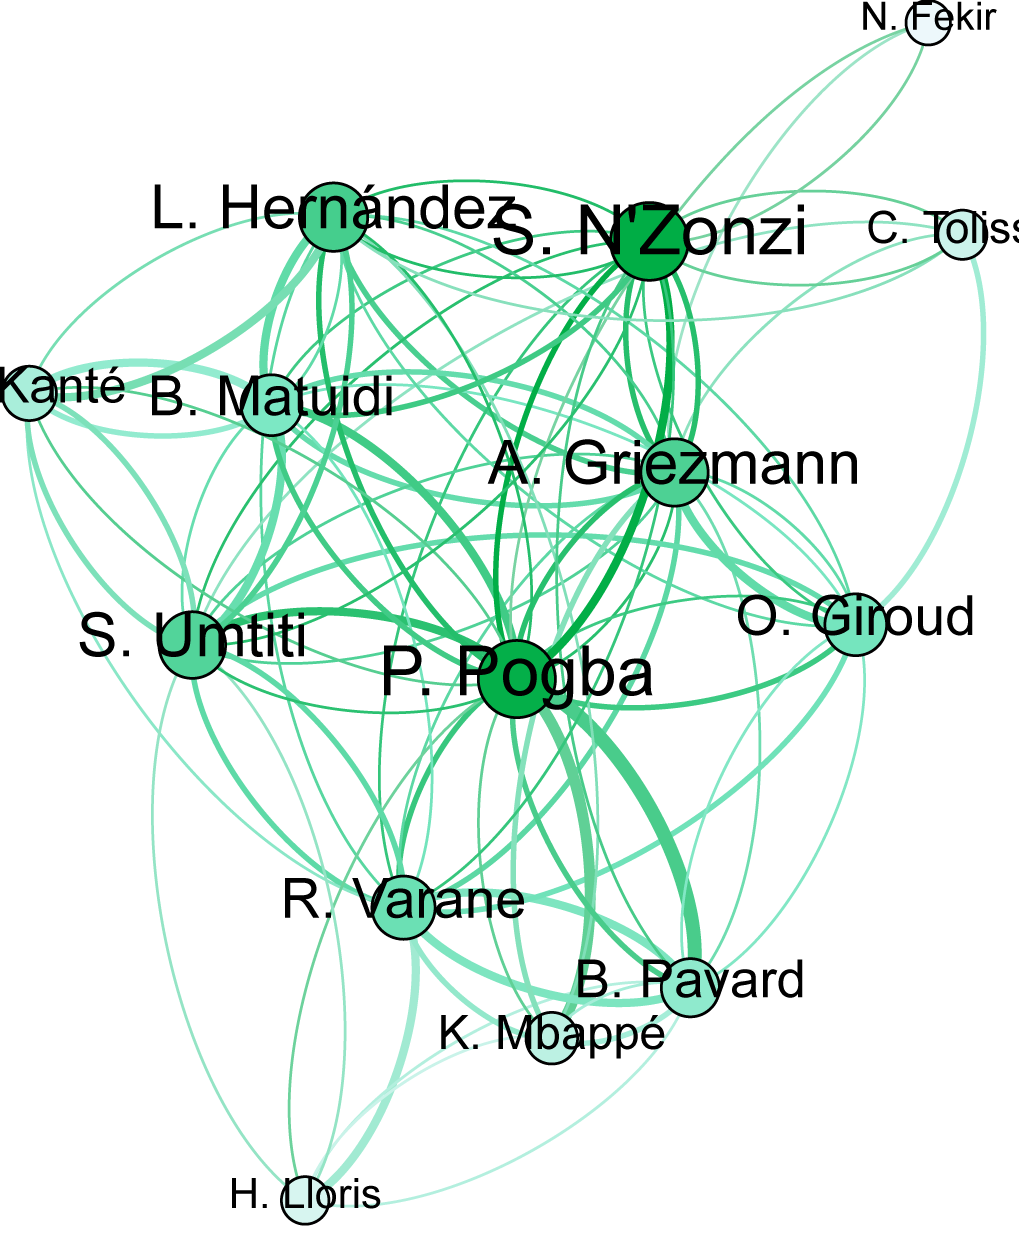 N. Fekir
L. Hernández
S. N'Zonzi
C. Toliss
Kanté
B. Matuidi
A. Griezmann
S. Umtiti
O. Giroud
P. Pogba
R. Varane
B. Pavard
K. Mbappé
H. Lloris